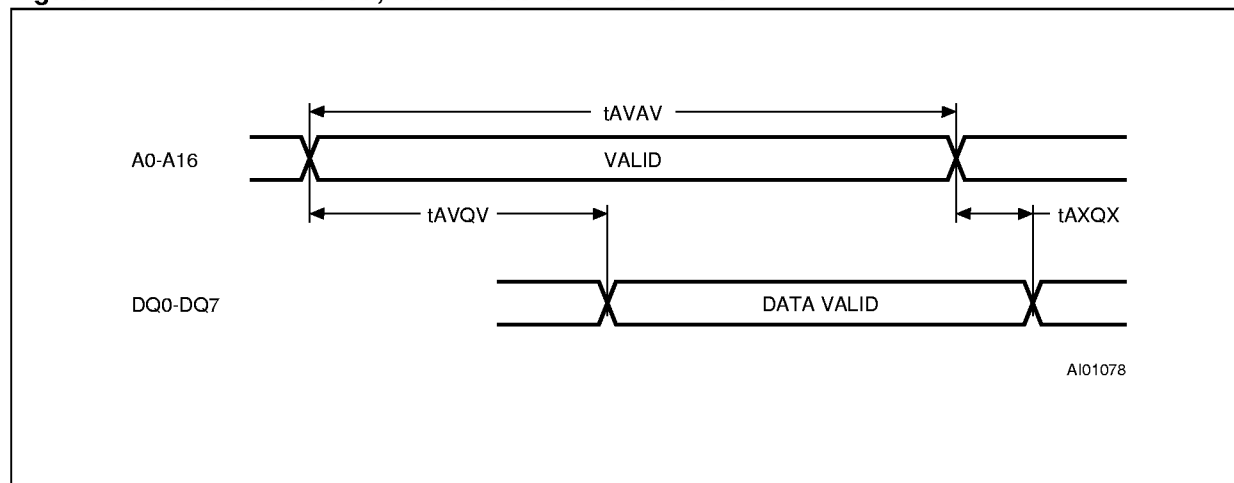 tAVAV
A0-A16
VALID
tAVQV
tAXQX
DQ0-DQ7
DATA VALID
AI01078